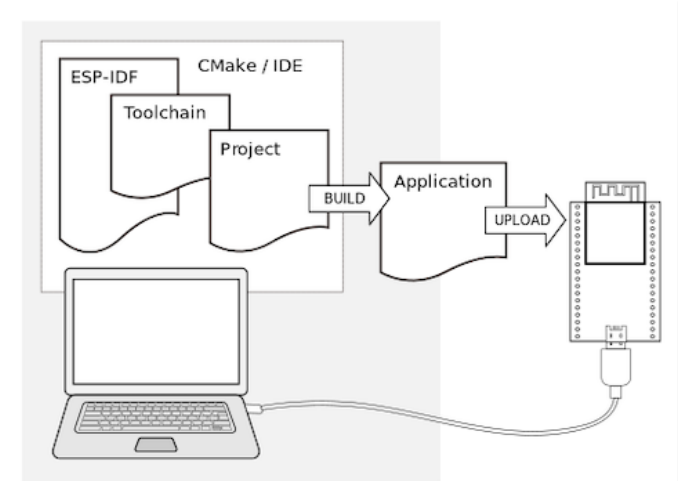 ESP-IDF
CMake / IDE
Toolchain
Project
BUILD
Application
UPLOAD